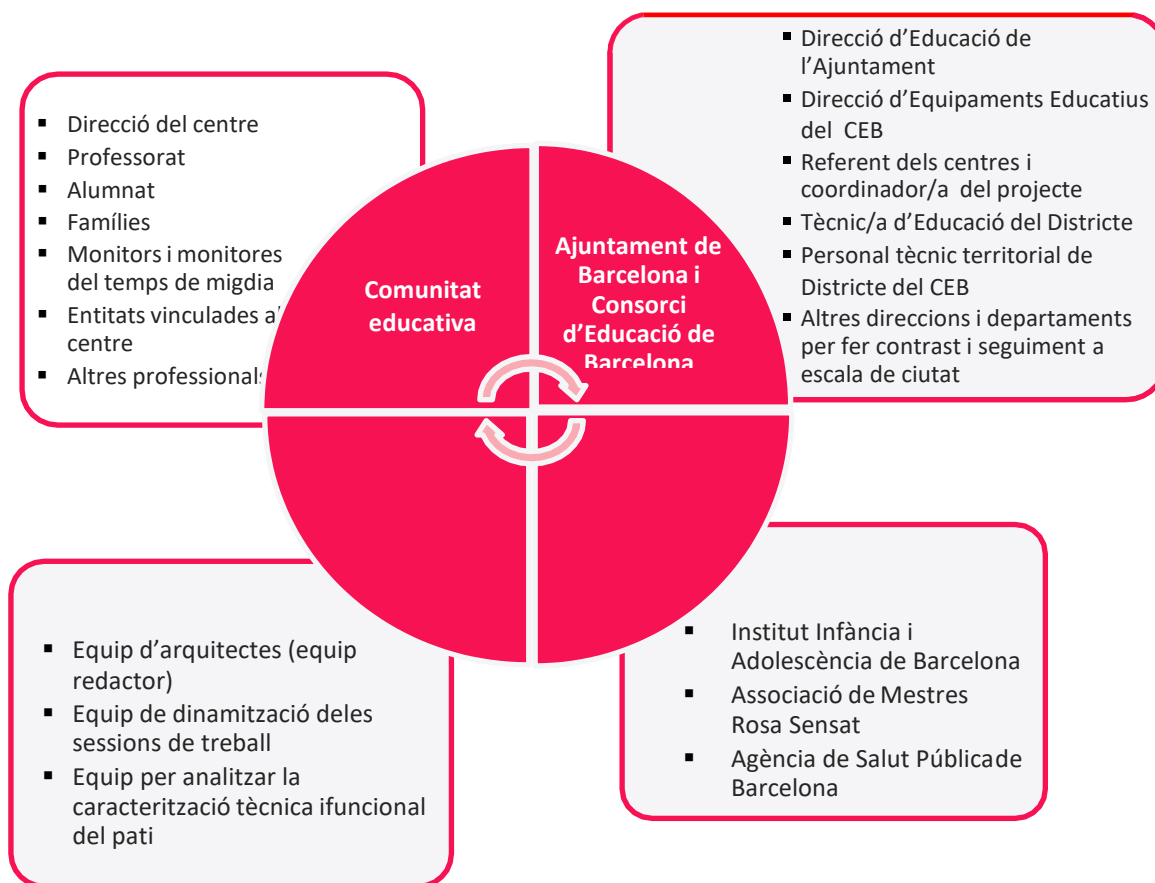 Direcció del centre
Professorat
Alumnat
Famílies
Monitors i monitores
del temps de migdia
Entitats vinculades al
centre
Altres professionals
Comunitat
educativa
Ajuntament de
Barcelona i
Consorci
d’Educació de
Barcelona
Direcció d’Educació de
l’Ajuntament
Direcció d’Equipaments Educatius
del CEB
Referent dels centres i
coordinador/a del projecte
Tècnic/a d’Educació del Districte
Personal tècnic territorial de
Districte del CEB
Altres direccions i departaments
per fer contrast i seguiment a
escala de ciutat
Equip d’arquitectes (equip
redactor)
Equip de dinamització deles
sessions de treball
Equip per analitzar la
caracterització tècnica ifuncional
del pati
Institut Infància i
Adolescència de Barcelona
Associació de Mestres
Rosa Sensat
Agència de Salut Públicade
Barcelona